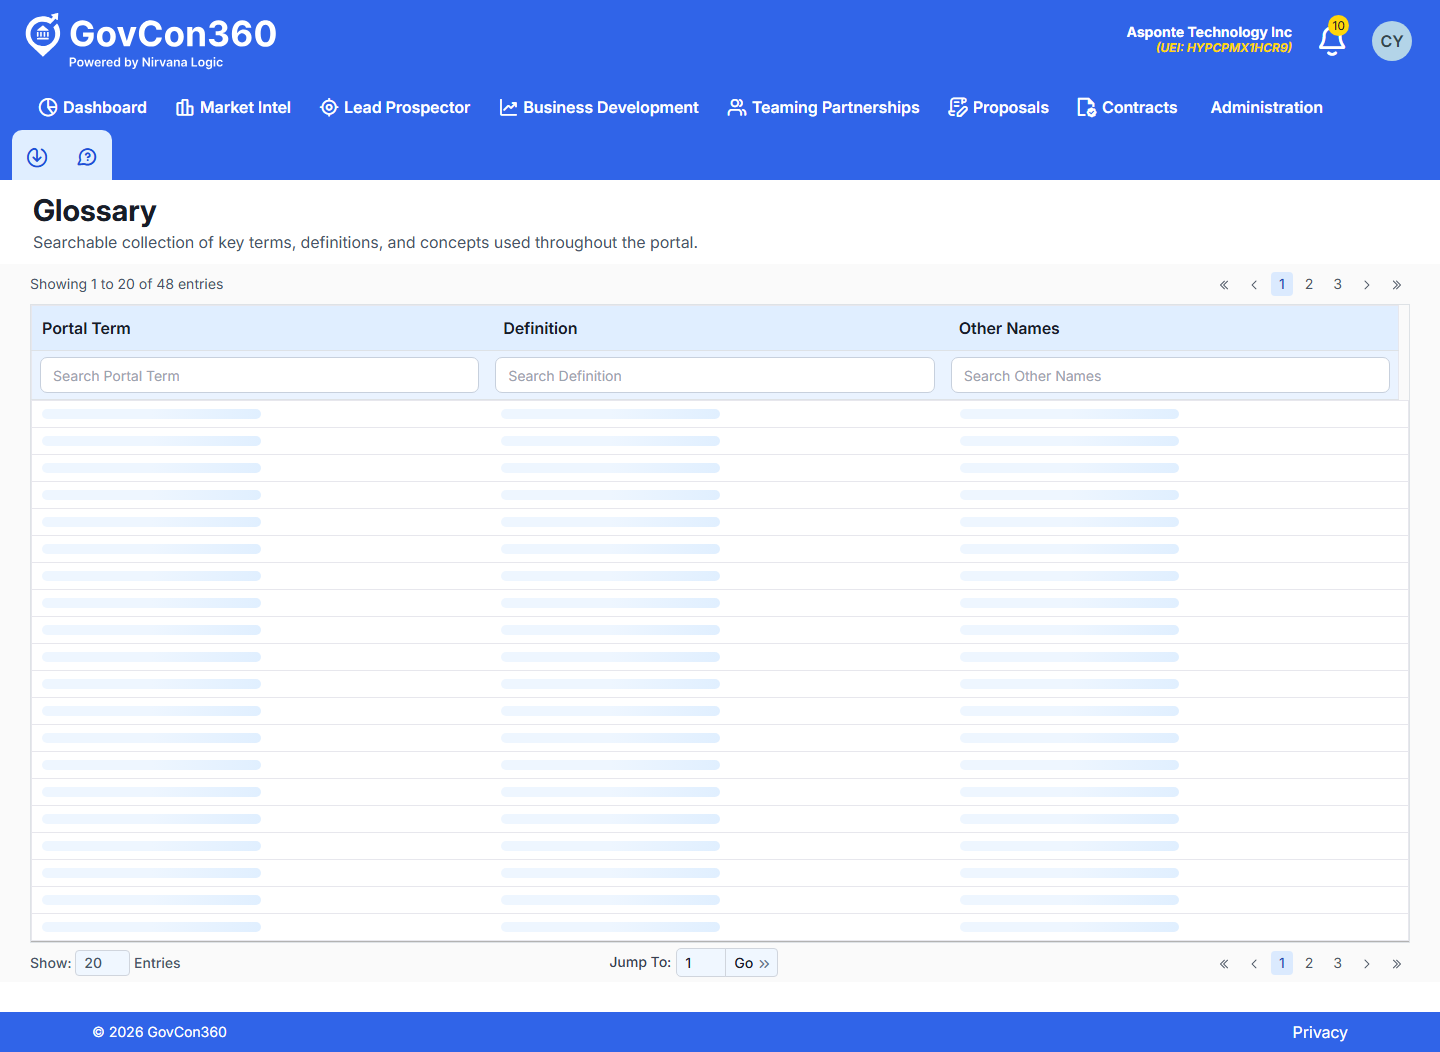 GovCon360
Powered by Nirvana Logic
Asponte Technology Inc
(UEI: HYPCPMX1HCR9)
10
CY
Dashboard
Market Intel
Lead Prospector
Business Development
Teaming Partnerships
Proposals
Contracts
Administration
Glossary
Searchable collection of key terms, definitions, and concepts used throughout the portal.
Showing 1 to 20 of 48 entries
« ‹ 1 2 3 › »
Portal Term
Definition
Other Names
Search Portal Term
Search Definition
Search Other Names
Show: 20 Entries
Jump To: 1 Go »
« ‹ 1 2 3 › »
© 2026 GovCon360
Privacy